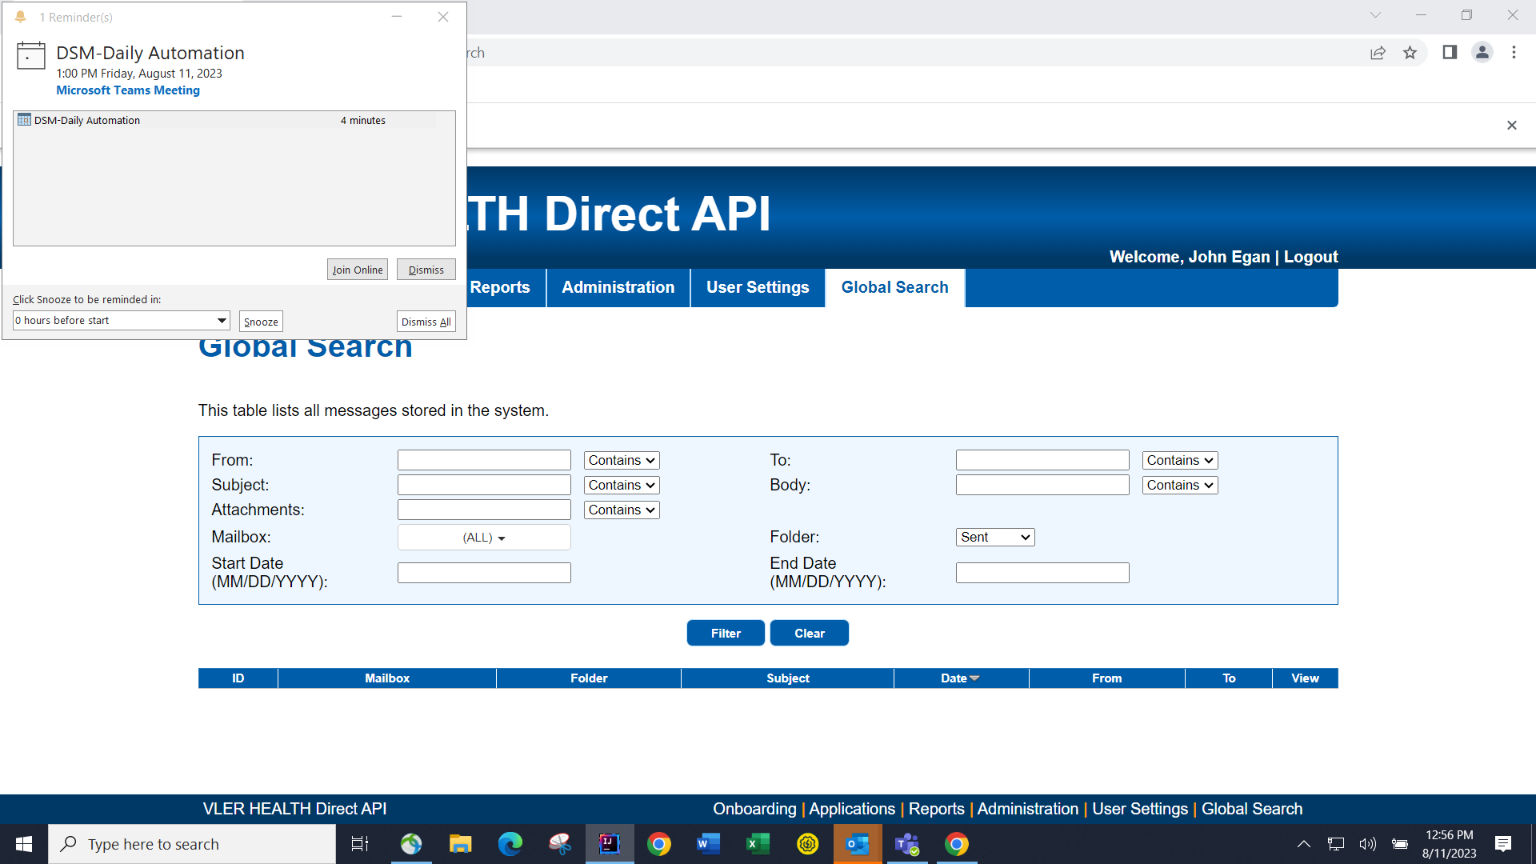 1 Reminder(s)
DSM-Daily Automation
1:00 PM Friday, August 11, 2023
Microsoft Teams Meeting
DSM-Daily Automation 4 minutes
Join Online Dismiss
Click Snooze to be reminded in:
0 hours before start Snooze Dismiss All
rch
LTH Direct API
Welcome, John Egan | Logout
Reports Administration User Settings Global Search
Global Search
This table lists all messages stored in the system.
From: Contains To: Contains
Subject: Contains Body: Contains
Attachments: Contains
Mailbox: (ALL) Folder: Sent
Start Date
(MM/DD/YYYY):
End Date
(MM/DD/YYYY):
Filter Clear
ID Mailbox Folder Subject Date From To View
VLER HEALTH Direct API Onboarding | Applications | Reports | Administration | User Settings | Global Search
Type here to search
12:56 PM
8/11/2023